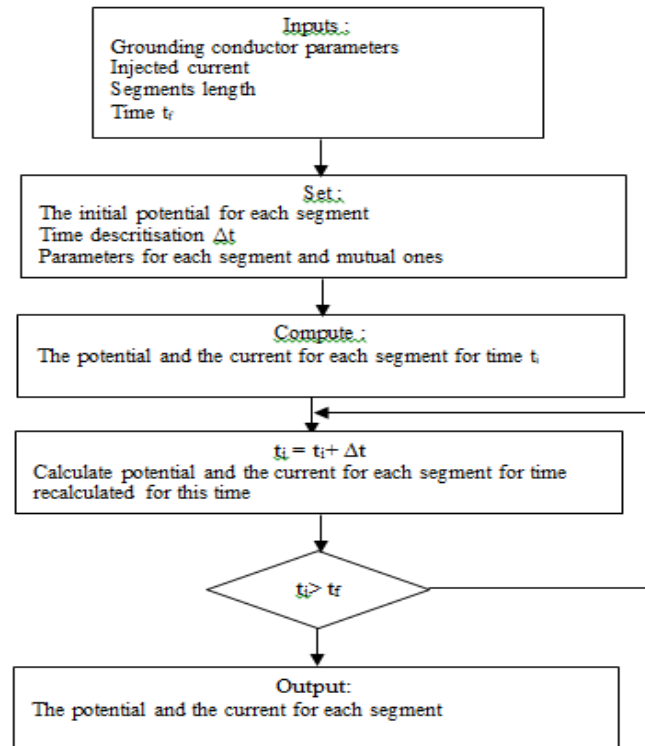 Inputs :
Grounding conductor parameters
Injected current
Segments length
Time tf
Set :
The initial potential for each segment
Time descritisation Δt
Parameters for each segment and mutual ones
Compute :
The potential and the current for each segment for time ti
ti = ti+ Δt
Calculate potential and the current for each segment for time
recalculated for this time
ti> tf
Output:
The potential and the current for each segment